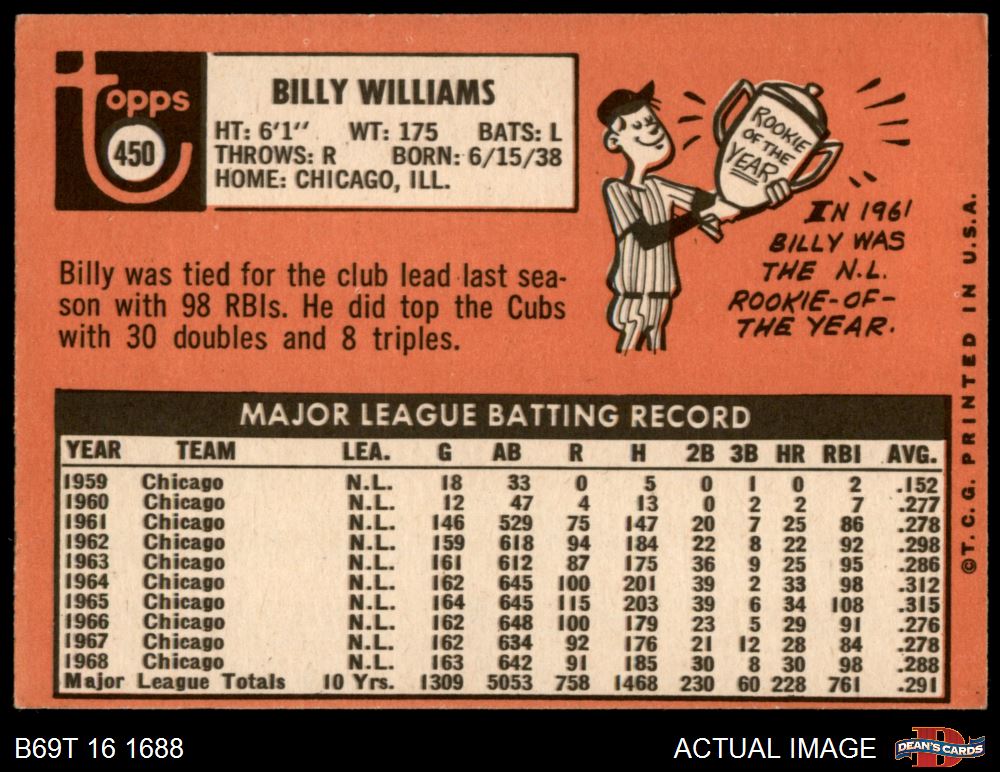 Topps
450
BILLY WILLIAMS
HT: 6'1" WT: 175 BATS: L
THROWS: R BORN: 6/15/38
HOME: CHICAGO, ILL.
ROOKIE
OF THE
YEAR
IN 1961
BILLY WAS
THE N.L.
ROOKIE-OF-
THE YEAR.
Billy was tied for the club lead last sea-
son with 98 RBIs. He did top the Cubs
with 30 doubles and 8 triples.
MAJOR LEAGUE BATTING RECORD
YEAR TEAM LEA. G AB R H 2B 3B HR RBI AVG.
1959 Chicago N.L. 18 33 0 5 0 1 0 2 .152
1960 Chicago N.L. 12 47 4 13 0 2 2 7 .277
1961 Chicago N.L. 146 529 75 147 20 7 25 86 .278
1962 Chicago N.L. 159 618 94 184 22 8 22 92 .298
1963 Chicago N.L. 161 612 87 175 36 9 25 95 .286
1964 Chicago N.L. 162 645 100 201 39 2 33 98 .312
1965 Chicago N.L. 164 645 115 203 39 6 34 108 .315
1966 Chicago N.L. 162 648 100 179 23 5 29 91 .276
1967 Chicago N.L. 162 634 92 176 21 12 28 84 .278
1968 Chicago N.L. 163 642 91 185 30 8 30 98 .288
Major League Totals 10 Yrs. 1309 5053 758 1468 230 60 228 761 .291
©T. C. G. PRINTED IN U.S.A.
B69T 16 1688
ACTUAL IMAGE
D
DEAN'S CARDS